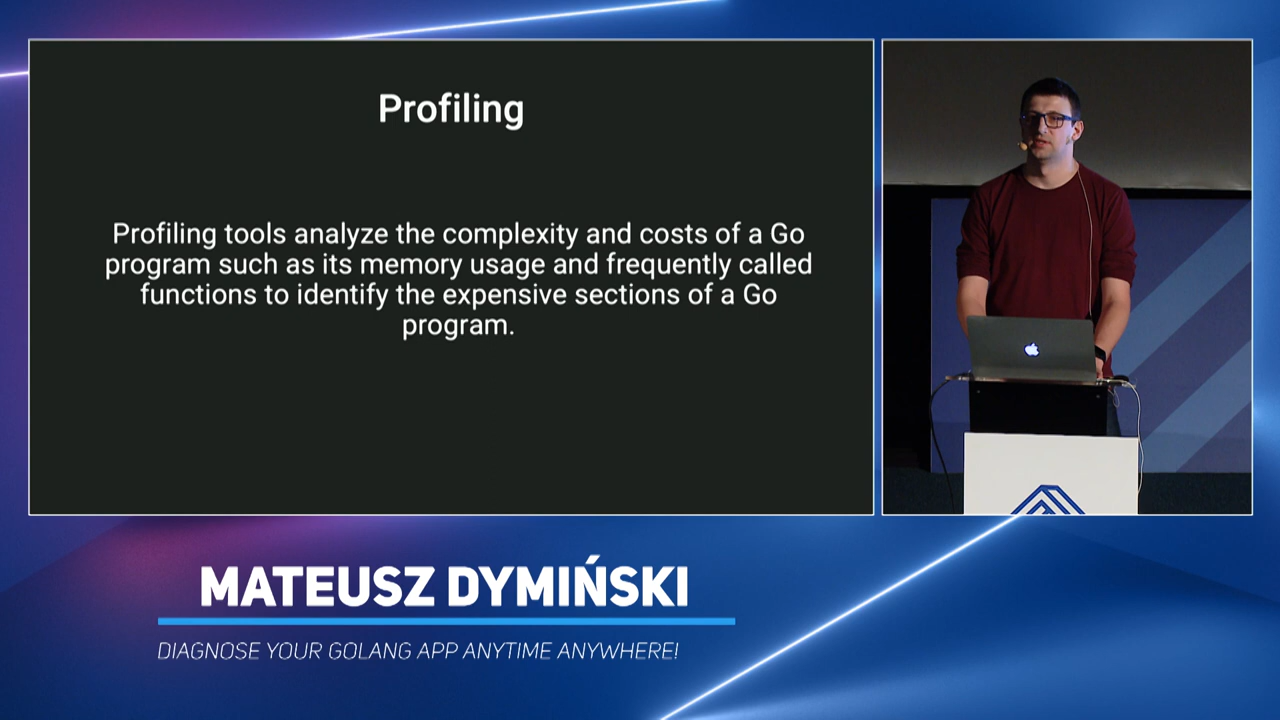 Profiling
Profiling tools analyze the complexity and costs of a Go
program such as its memory usage and frequently called
functions to identify the expensive sections of a Go
program.
MATEUSZ DYMIŃSKI
DIAGNOSE YOUR GOLANG APP ANYTIME ANYWHERE!